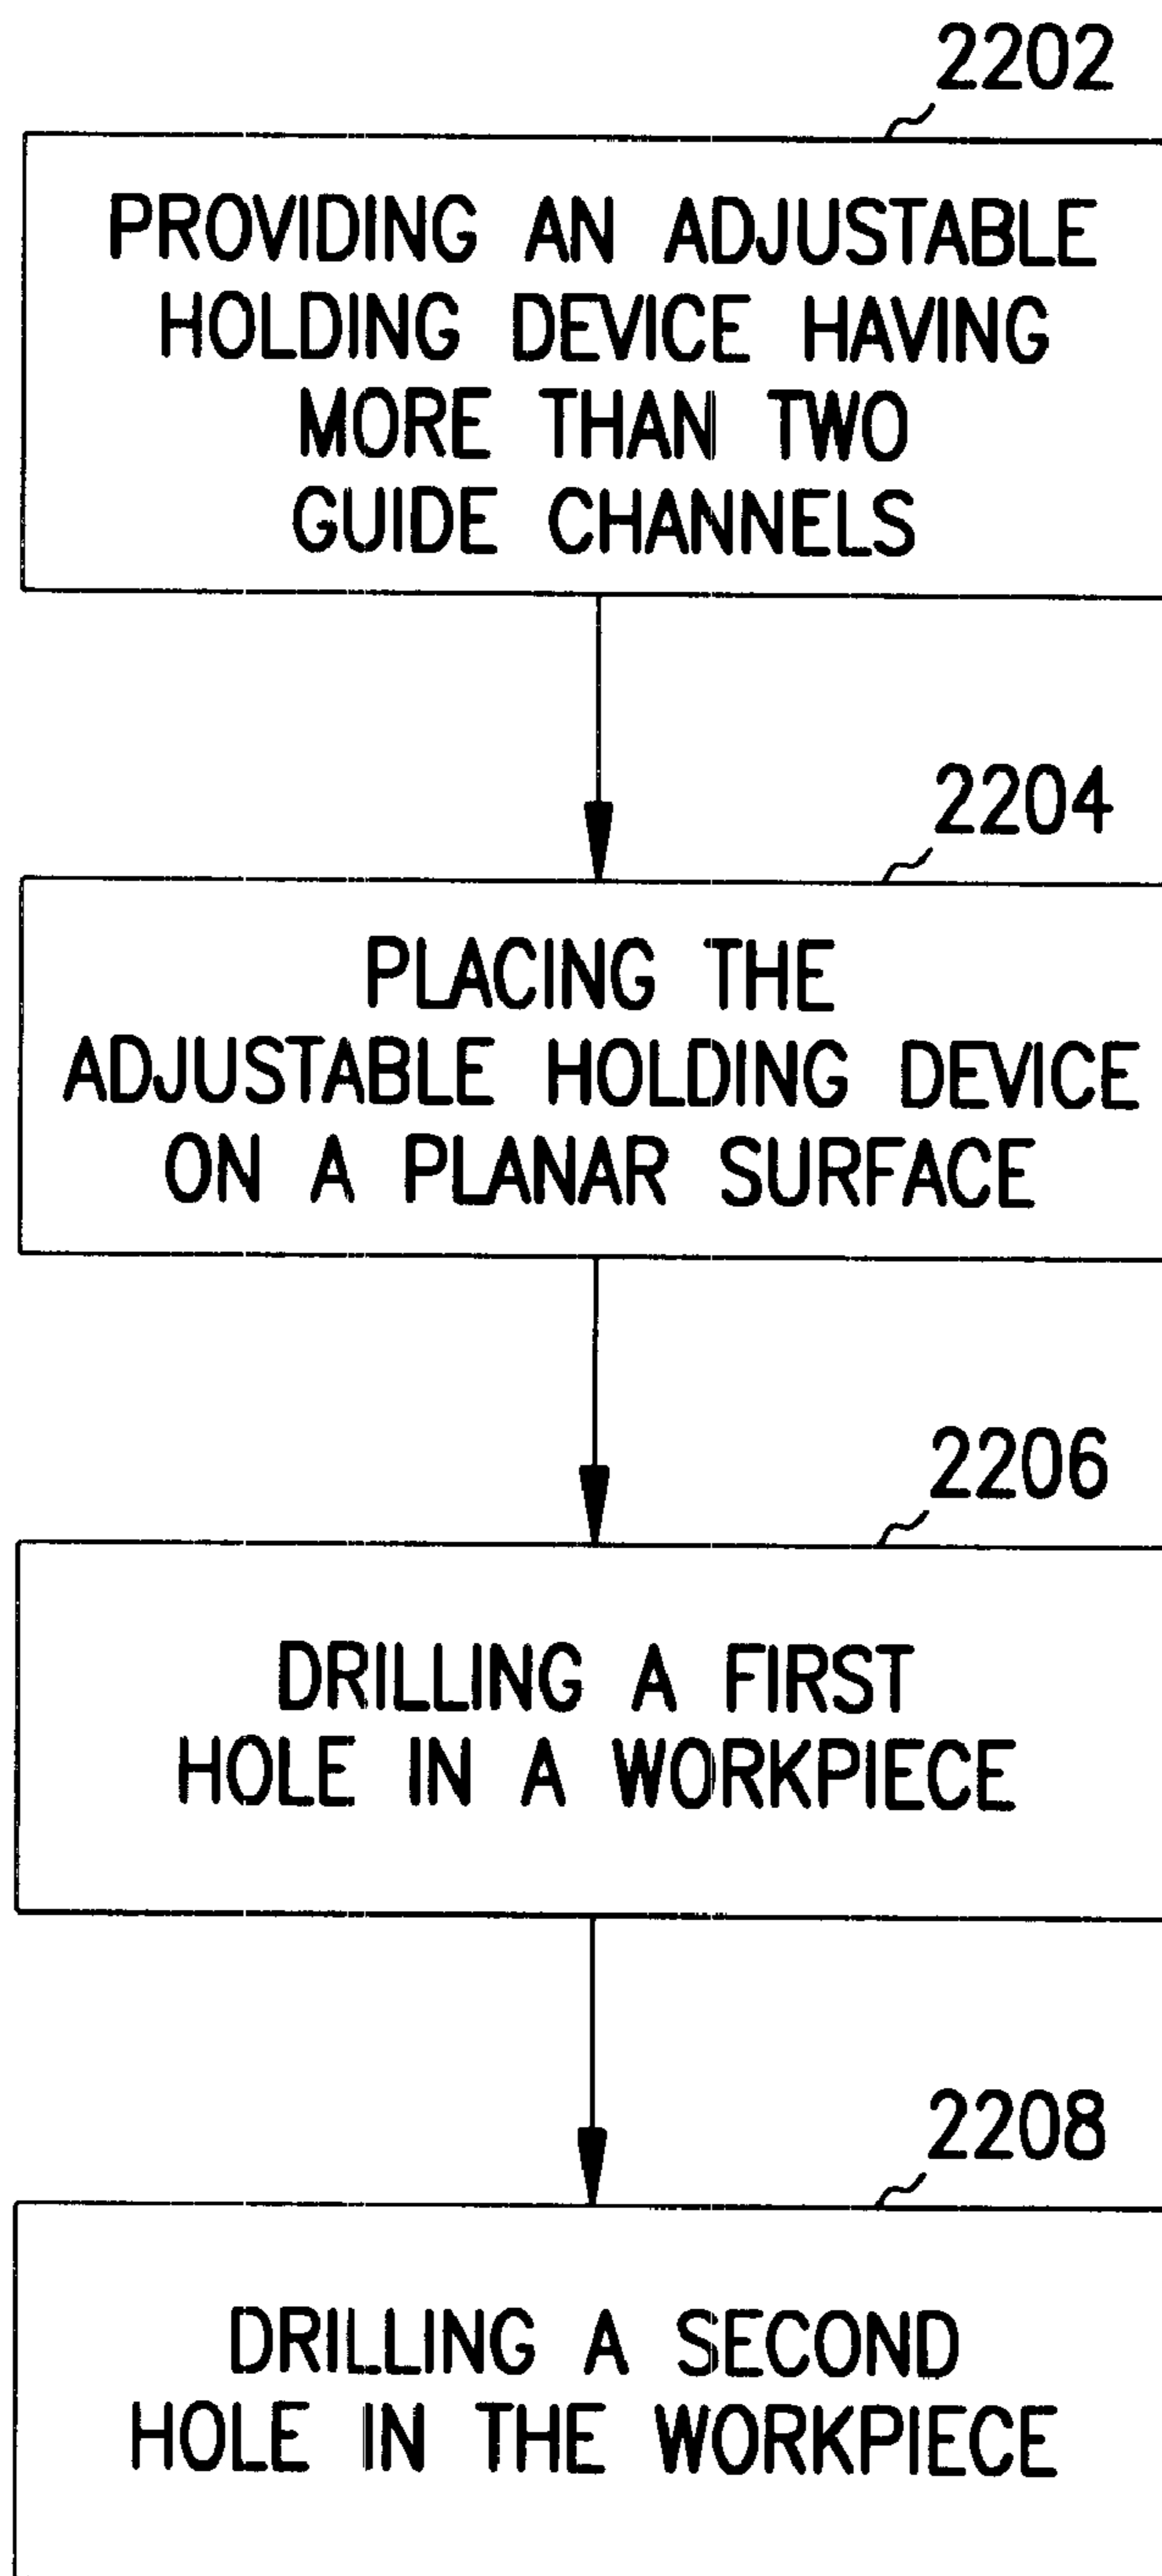 2202
PROVIDING AN ADJUSTABLE
HOLDING DEVICE HAVING
MORE THAN TWO
GUIDE CHANNELS
2204
PLACING THE
ADJUSTABLE HOLDING DEVICE
ON A PLANAR SURFACE
2206
DRILLING A FIRST
HOLE IN A WORKPIECE
2208
DRILLING A SECOND
HOLE IN THE WORKPIECE